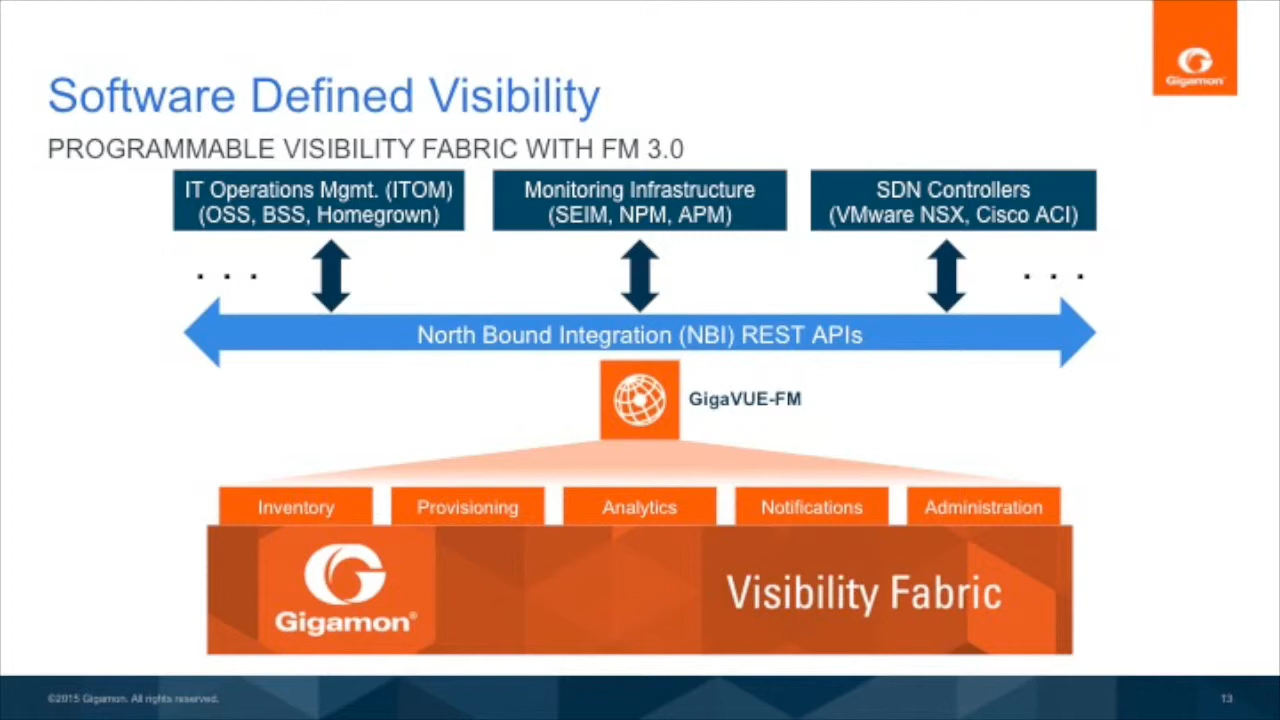 Gigamon®
Software Defined Visibility
PROGRAMMABLE VISIBILITY FABRIC WITH FM 3.0
IT Operations Mgmt. (ITOM)
(OSS, BSS, Homegrown)
Monitoring Infrastructure
(SEIM, NPM, APM)
SDN Controllers
(VMware NSX, Cisco ACI)
. . .
. . .
North Bound Integration (NBI) REST APIs
GigaVUE-FM
Inventory
Provisioning
Analytics
Notifications
Administration
Gigamon®
Visibility Fabric
©2015 Gigamon. All rights reserved.
13